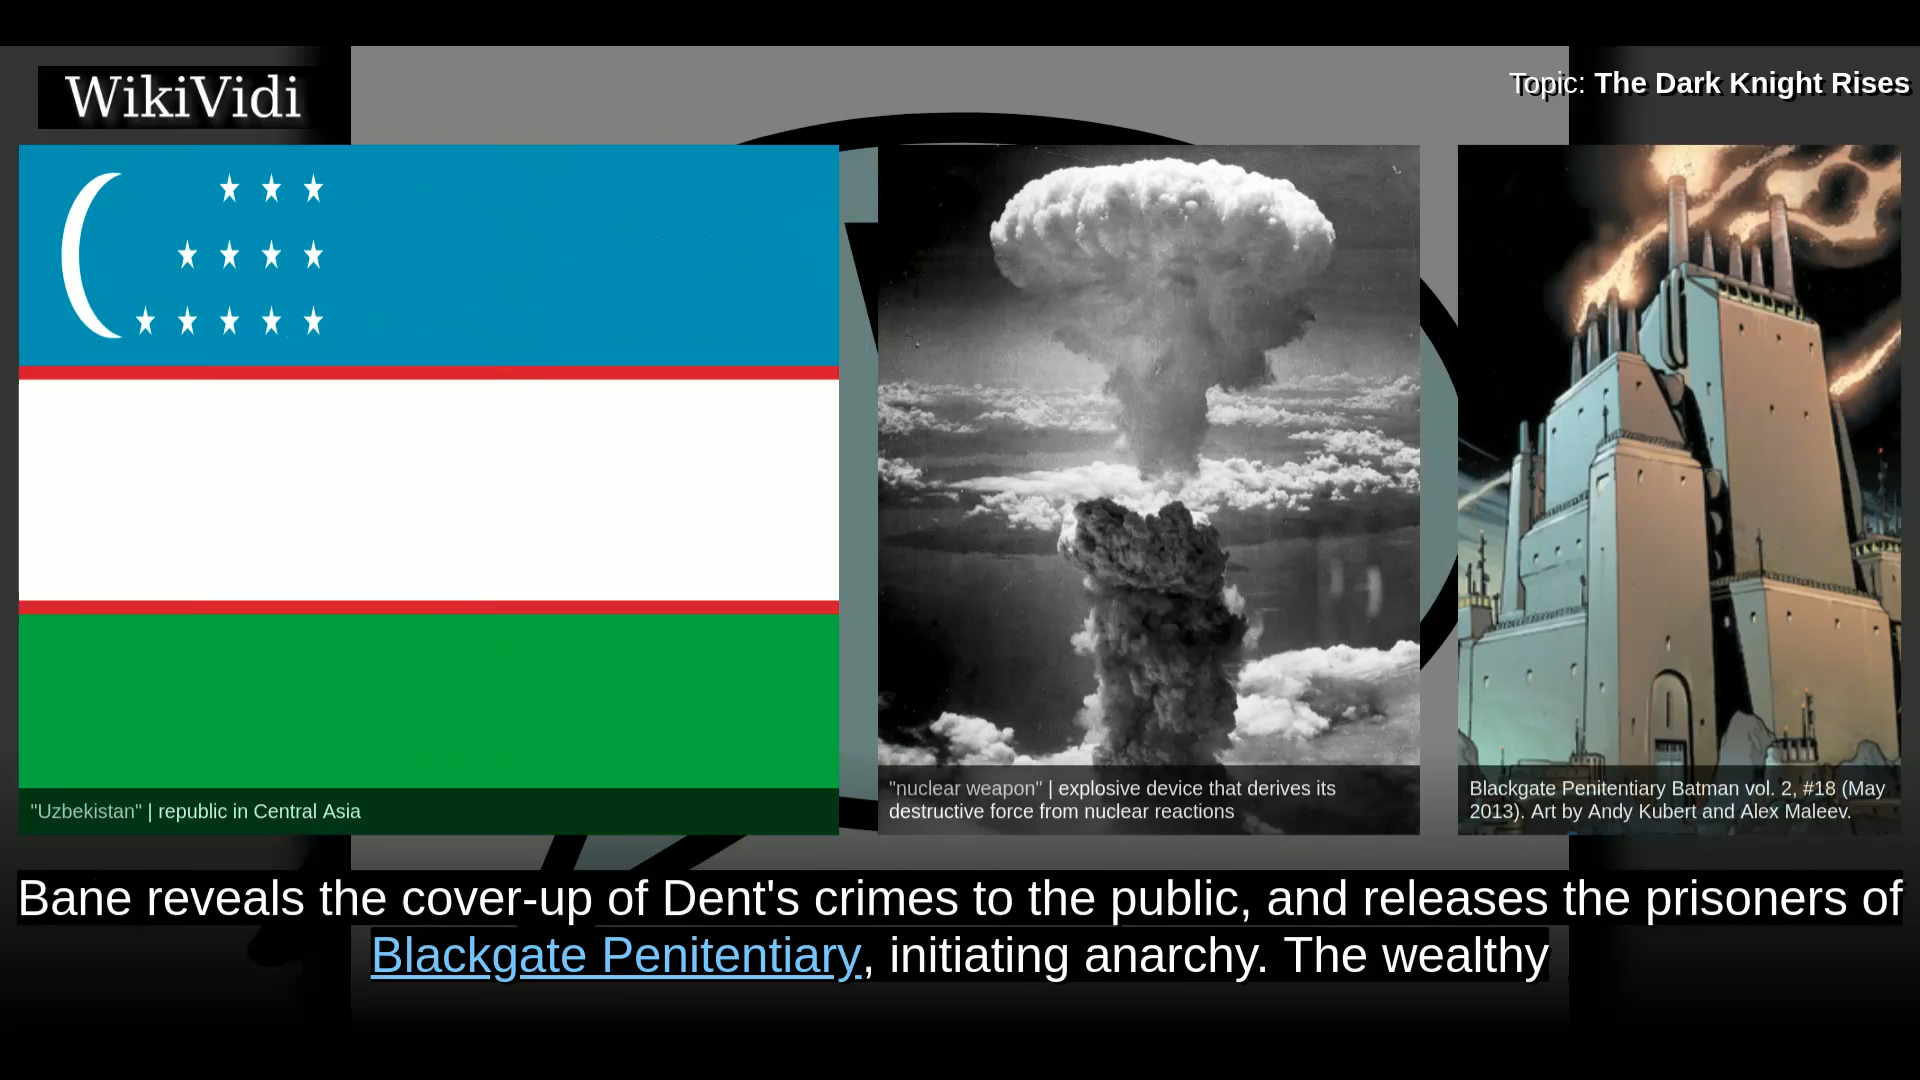 WikiVidi
Topic: The Dark Knight Rises
"Uzbekistan" | republic in Central Asia
"nuclear weapon" | explosive device that derives its
destructive force from nuclear reactions
Blackgate Penitentiary Batman vol. 2, #18 (May
2013). Art by Andy Kubert and Alex Maleev.
Bane reveals the cover-up of Dent's crimes to the public, and releases the prisoners of
Blackgate Penitentiary, initiating anarchy. The wealthy